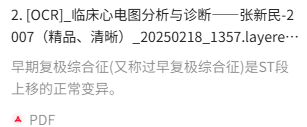 2. [OCR]_临床心电图分析与诊断——张新民-2
007（精品、清晰）_20250218_1357.layere…
早期复极综合征(又称过早复极综合征)是ST段
上移的正常变异。
PDF